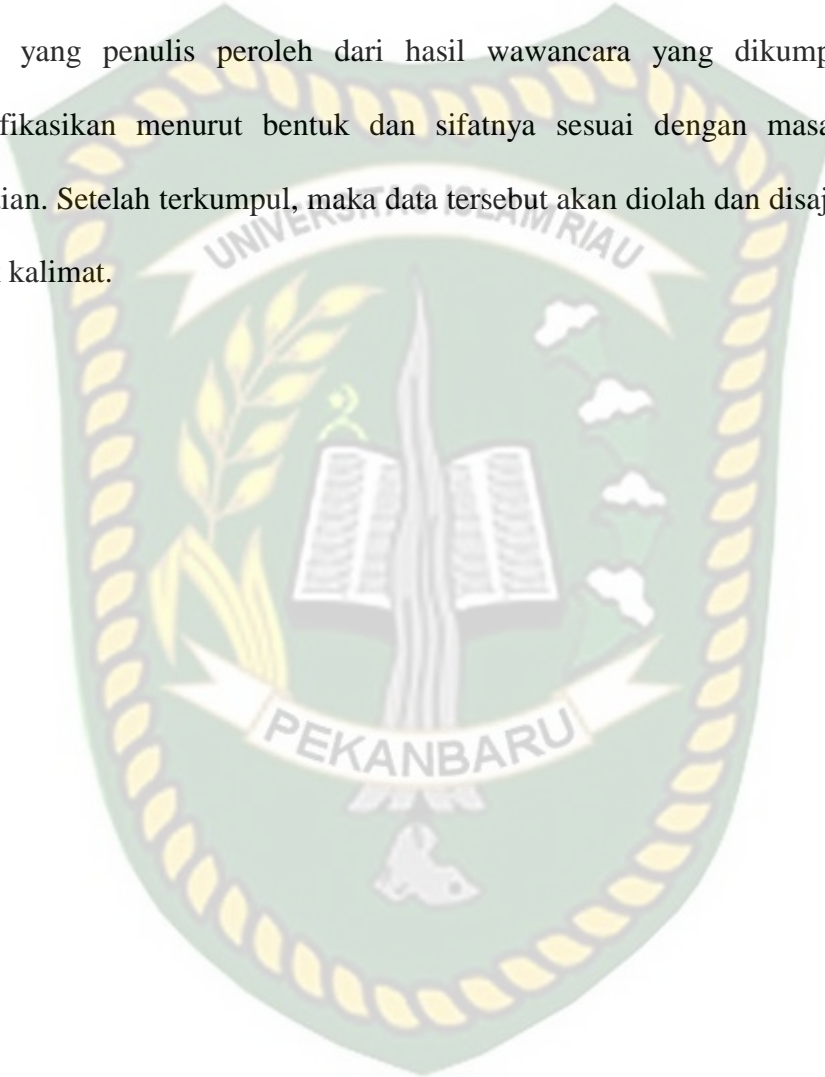 yang penulis peroleh dari hasil wawancara yang dikump
fikasikan menurut bentuk dan sifatnya sesuai dengan masa
ian. Setelah terkumpul, maka data tersebut akan diolah dan disaj
kalimat.
UNIVERSITAS ISLAM RIAU
PEKANBARU